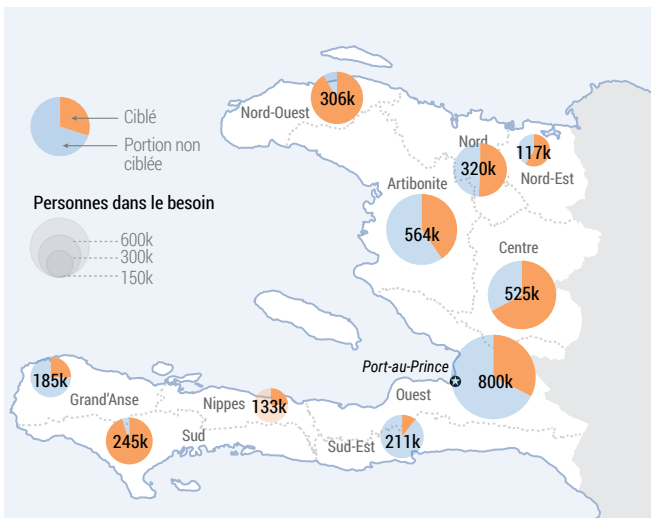 Ciblé
Portion non
ciblée
Personnes dans le besoin
600k
300k
150k
306k
Nord-Ouest
Nord
320k
117k
Nord-Est
Artibonite
564k
Centre
525k
Port-au-Prince
800k
Ouest
185k
Grand'Anse
Nippes
133k
245k
Sud
Sud-Est
211k